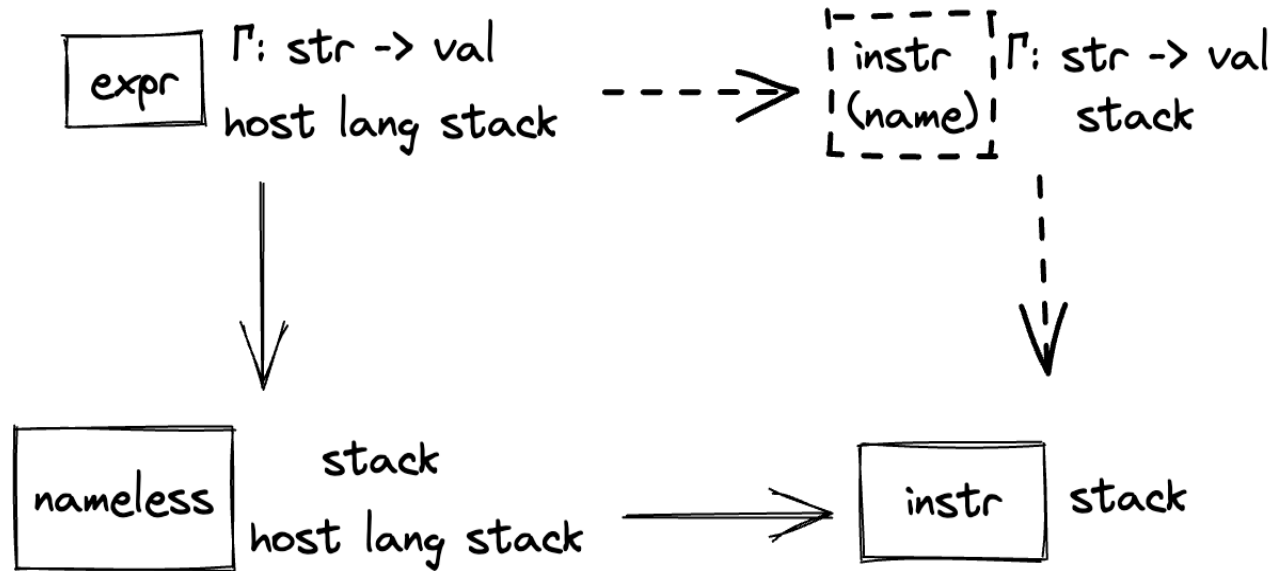 expr
Γ: str -> val
host lang stack
instr
(name)
Γ: str -> val
stack
nameless
stack
host lang stack
instr
stack